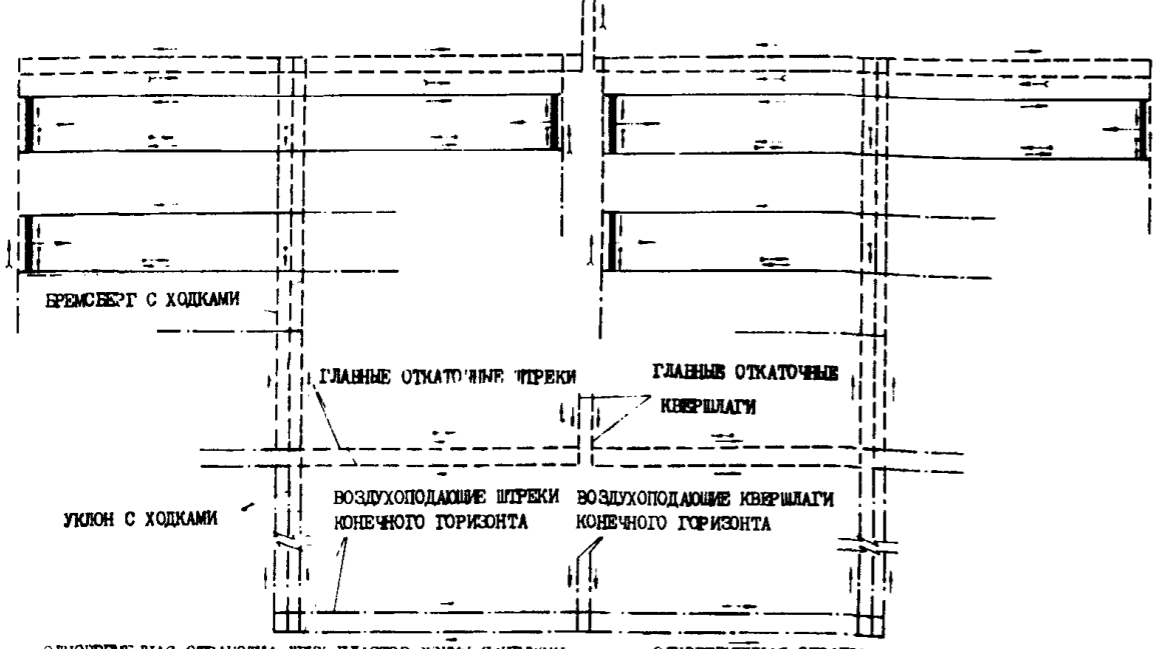 БРЕМСБЕРГ С ХОДКАМИ
ГЛАВНЫЕ ОТКАТОЧНЫЕ ШТРЕКИ
ГЛАВНЫЕ ОТКАТОЧНЫЕ
КВЕРШЛАГИ
ВОЗДУХОПОДАЮЩИЕ ШТРЕКИ
КОНЕЧНОГО ГОРИЗОНТА
ВОЗДУХОПОДАЮЩИЕ КВЕРШЛАГИ
КОНЕЧНОГО ГОРИЗОНТА
УКЛОН С ХОДКАМИ